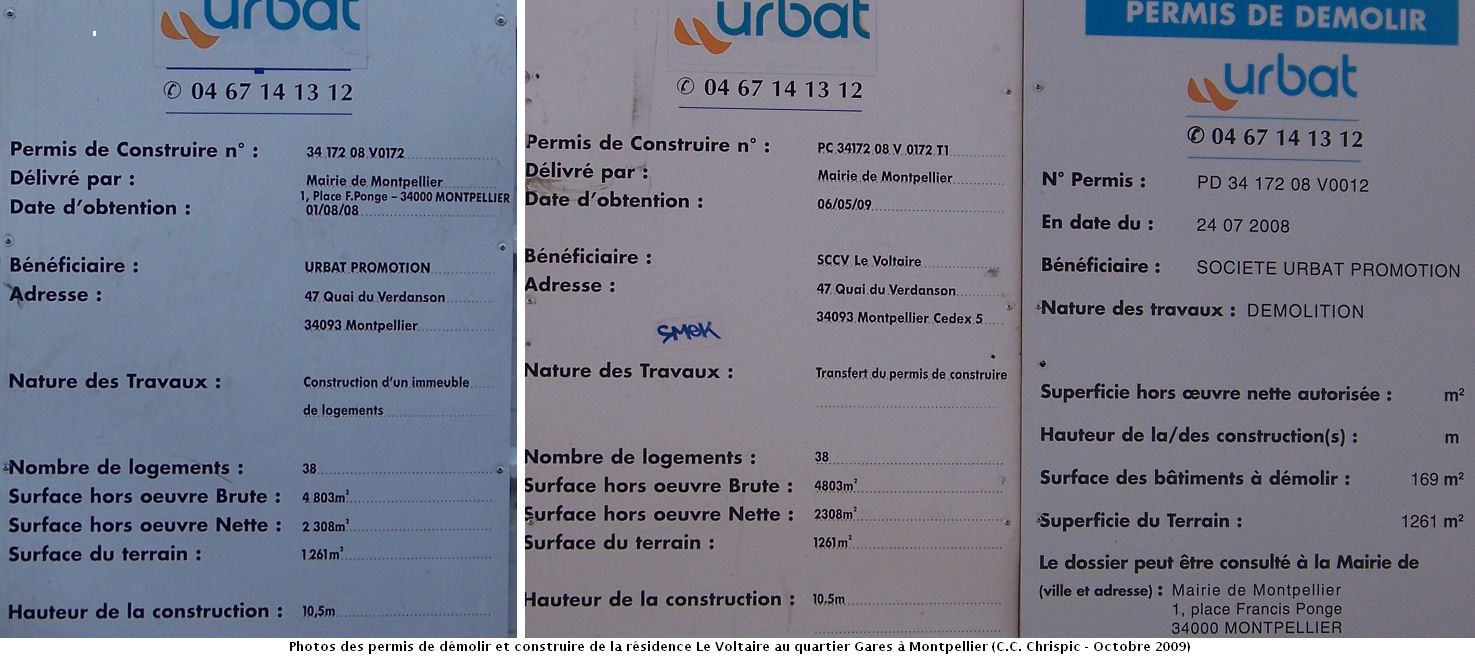 urbat
✆ 04 67 14 13 12
Permis de Construire n° : 34 172 08 V0172
Délivré par : Mairie de Montpellier
1, Place F.Ponge – 34000 MONTPELLIER
Date d'obtention : 01/08/08
Bénéficiaire : URBAT PROMOTION
Adresse : 47 Quai du Verdanson
34093 Montpellier
Nature des Travaux : Construction d'un immeuble
de logements
Nombre de logements : 38
Surface hors oeuvre Brute : 4 803m²
Surface hors oeuvre Nette : 2 308m²
Surface du terrain : 1261m²
Hauteur de la construction : 10,5m
urbat
✆ 04 67 14 13 12
Permis de Construire n° : PC 34172 08 V 0172 T1
Délivré par : Mairie de Montpellier
Date d'obtention : 06/05/09
Bénéficiaire : SCCV Le Voltaire
Adresse : 47 Quai du Verdanson
34093 Montpellier Cedex 5
SMEK
Nature des Travaux : Transfert du permis de construire
Nombre de logements : 38
Surface hors oeuvre Brute : 4803m²
Surface hors oeuvre Nette : 2308m²
Surface du terrain : 1261m²
Hauteur de la construction : 10,5m
PERMIS DE DEMOLIR
urbat
✆ 04 67 14 13 12
N° Permis : PD 34 172 08 V0012
En date du : 24 07 2008
Bénéficiaire : SOCIETE URBAT PROMOTION
Nature des travaux : DEMOLITION
Superficie hors œuvre nette autorisée : m²
Hauteur de la/des construction(s) : m
Surface des bâtiments à démolir : 169 m²
Superficie du Terrain : 1261 m²
Le dossier peut être consulté à la Mairie de
(ville et adresse) : Mairie de Montpellier
1, place Francis Ponge
34000 MONTPELLIER
Photos des permis de démolir et construire de la résidence Le Voltaire au quartier Gares à Montpellier (C.C. Chrispic - Octobre 2009)